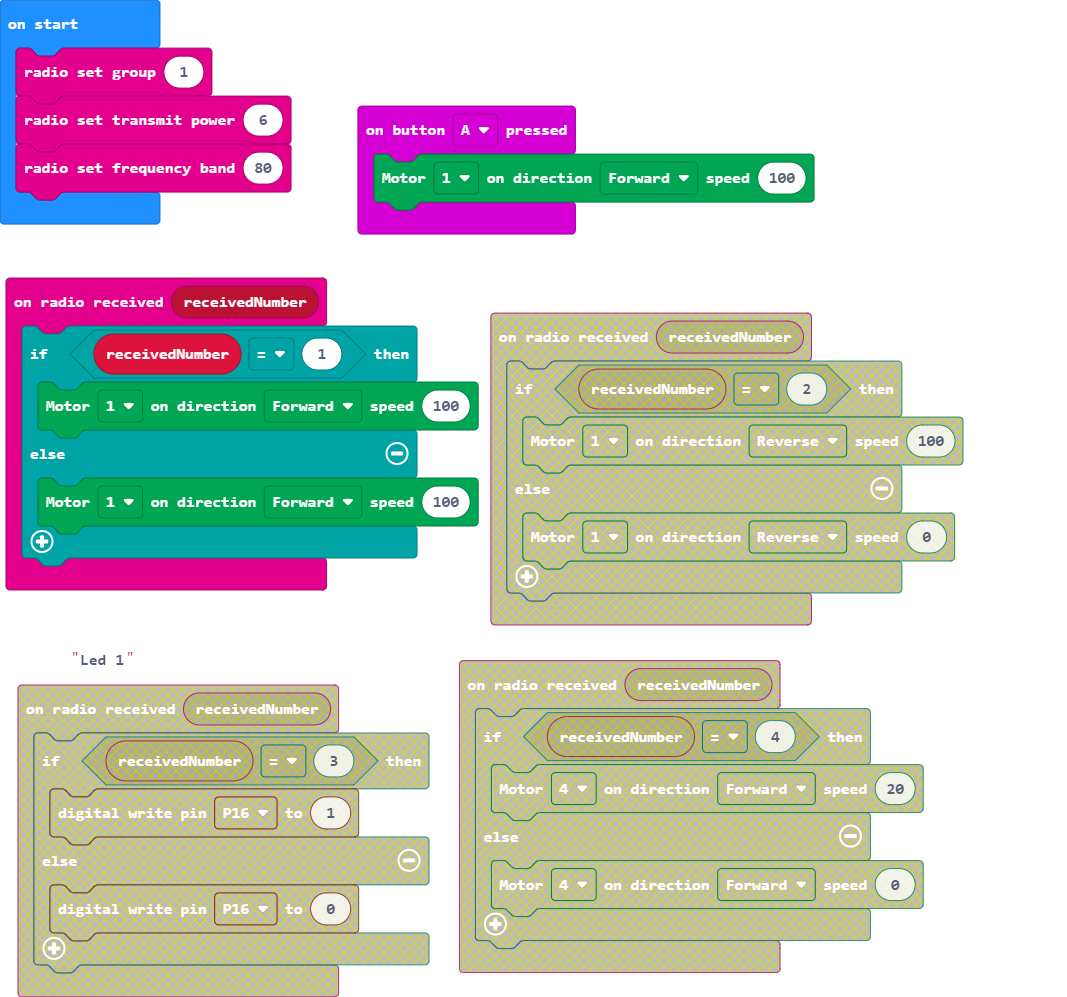 on start
radio set group 1
radio set transmit power 6
radio set frequency band 80
on button A pressed
Motor 1 on direction Forward speed 100
on radio received receivedNumber
if receivedNumber = 1 then
Motor 1 on direction Forward speed 100
else
Motor 1 on direction Forward speed 100
on radio received receivedNumber
if receivedNumber = 2 then
Motor 1 on direction Reverse speed 100
else
Motor 1 on direction Reverse speed 0
"Led 1"
on radio received receivedNumber
if receivedNumber = 3 then
digital write pin P16 to 1
else
digital write pin P16 to 0
on radio received receivedNumber
if receivedNumber = 4 then
Motor 4 on direction Forward speed 20
else
Motor 4 on direction Forward speed 0